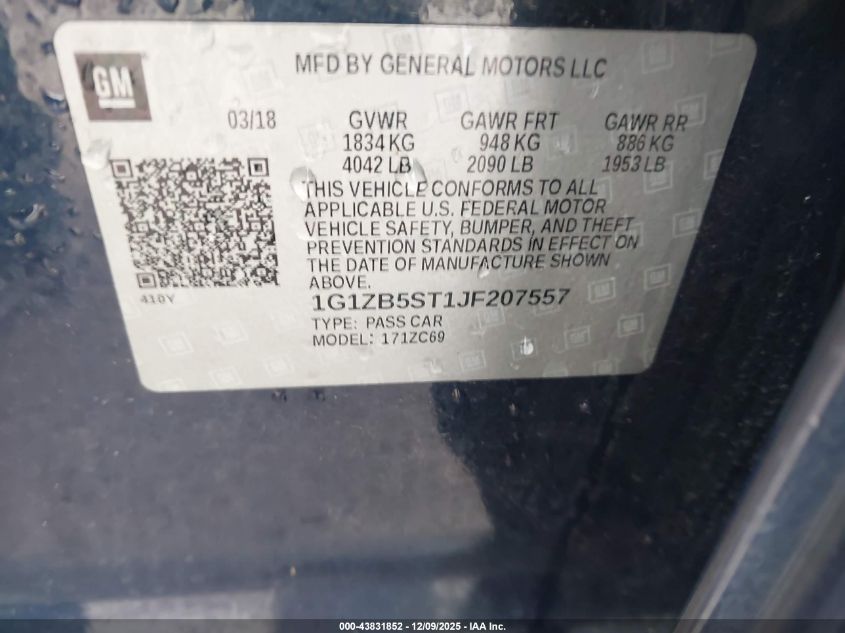 GM
MFD BY GENERAL MOTORS LLC
03/18 GVWR GAWR FRT GAWR RR
1834 KG 948 KG 886 KG
4042 LB 2090 LB 1953 LB
THIS VEHICLE CONFORMS TO ALL
APPLICABLE U.S. FEDERAL MOTOR
VEHICLE SAFETY, BUMPER, AND THEFT
PREVENTION STANDARDS IN EFFECT ON
THE DATE OF MANUFACTURE SHOWN
ABOVE.
410Y
1G1ZB5ST1JF207557
TYPE: PASS CAR
MODEL: 171ZC69
000-43831852 - 12/09/2025 - IAA Inc.